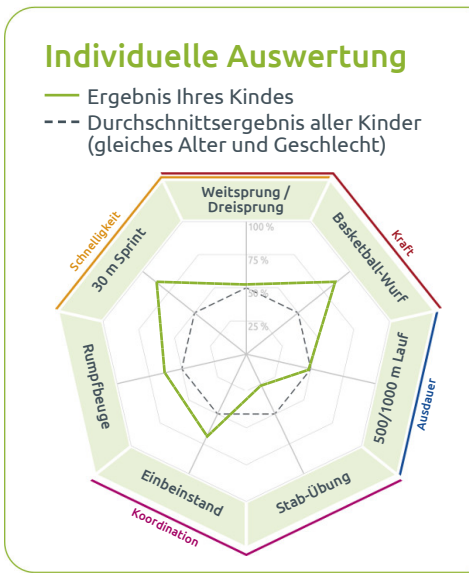 Individuelle Auswertung
Ergebnis Ihres Kindes
Durchschnittsergebnis aller Kinder
(gleiches Alter und Geschlecht)
Weitsprung /
Dreisprung
Schnelligkeit
30 m Sprint
Basketball-Wurf
Kraft
100 %
75 %
50 %
25 %
Rumpfbeuge
500/1000 m Lauf
Ausdauer
Einbeinstand
Stab-Übung
Koordination